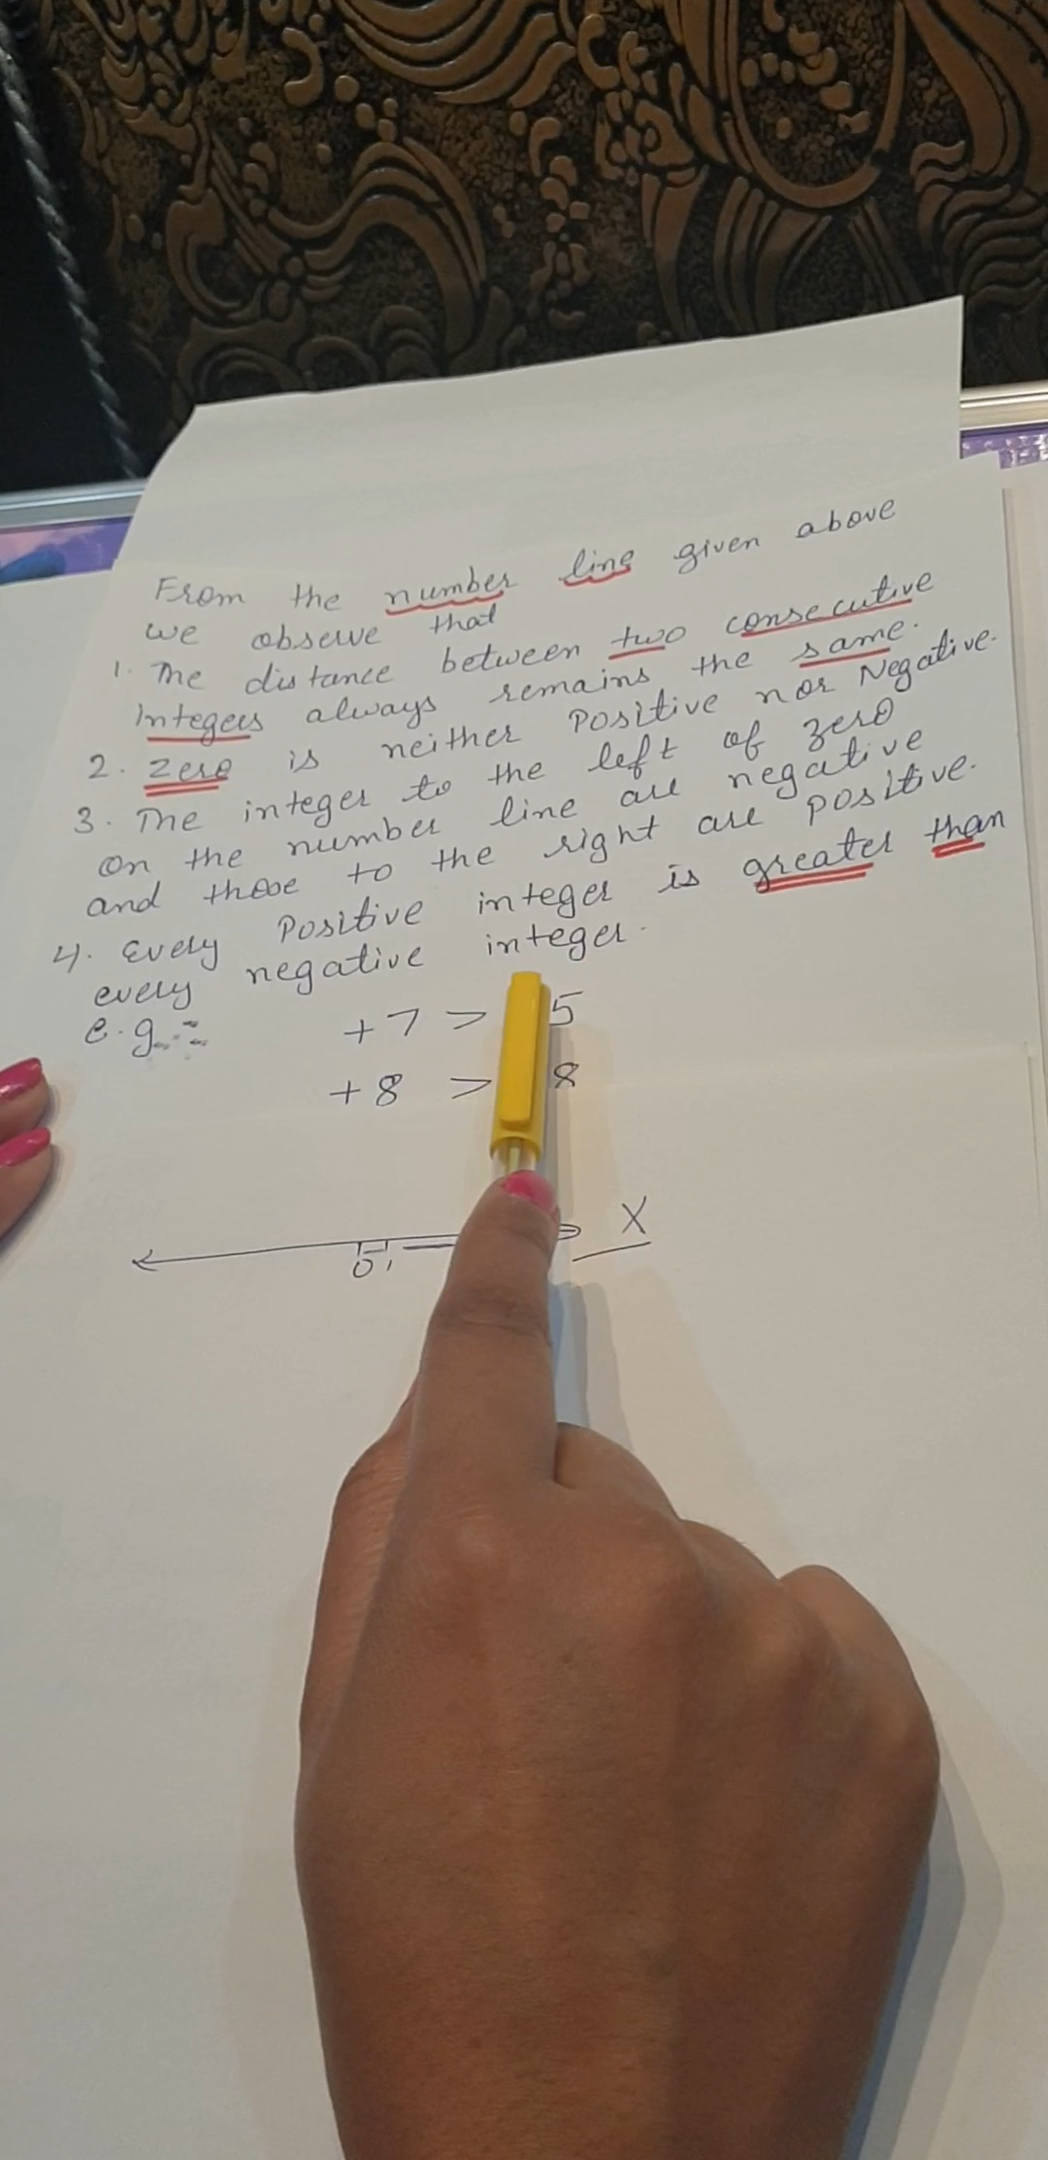 From the number line given above
we observe that
1. The distance between two consecutive
integers always remains the same.
2. zero is neither Positive nor Negative.
3. The integer to the left of zero
on the number line are negative
and those to the right are positive.
4. Every Positive integer is greater than
every negative integer.
e.g.:-
+7 > 5
+8 > 8
X
0 1